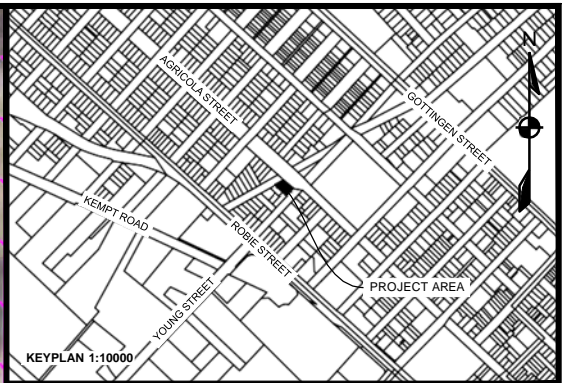 N
AGRICOLA STREET
GOTTINGEN STREET
KEMPT ROAD
ROBIE STREET
PROJECT AREA
YOUNG STREET
KEYPLAN 1:10000